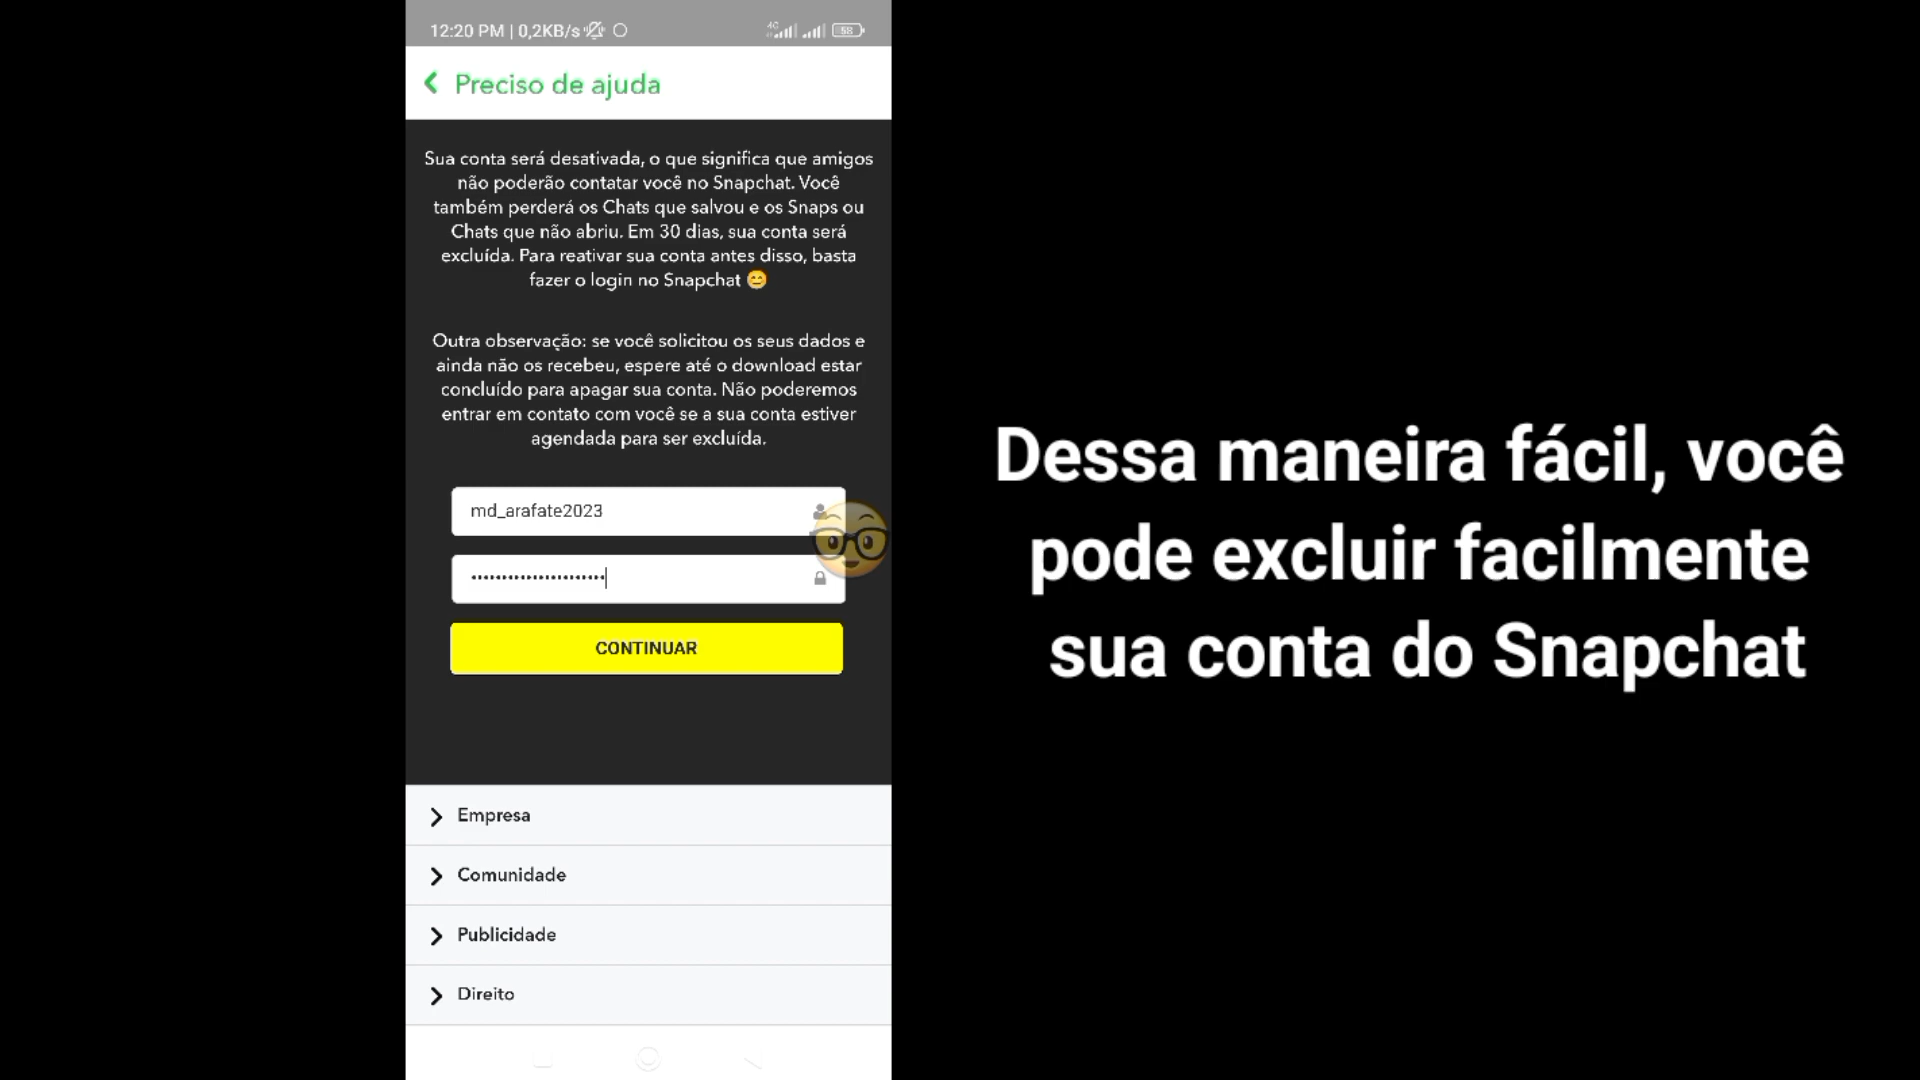 12:20 PM | 0,2KB/s
4G
58
Preciso de ajuda
Sua conta será desativada, o que significa que amigos
não poderão contatar você no Snapchat. Você
também perderá os Chats que salvou e os Snaps ou
Chats que não abriu. Em 30 dias, sua conta será
excluída. Para reativar sua conta antes disso, basta
fazer o login no Snapchat 😊
Outra observação: se você solicitou os seus dados e
ainda não os recebeu, espere até o download estar
concluído para apagar sua conta. Não poderemos
entrar em contato com você se a sua conta estiver
agendada para ser excluída.
md_arafate2023
CONTINUAR
Empresa
Comunidade
Publicidade
Direito
Dessa maneira fácil, você
pode excluir facilmente
sua conta do Snapchat